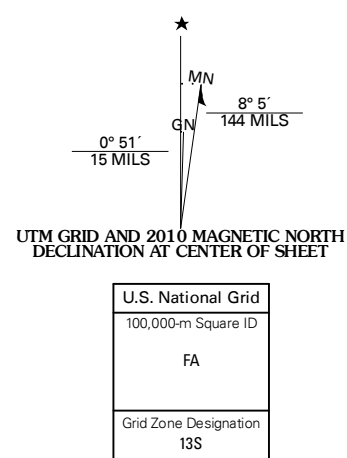 ★
MN
GN
8° 5´
144 MILS
0° 51´
15 MILS
UTM GRID AND 2010 MAGNETIC NORTH
DECLINATION AT CENTER OF SHEET
U.S. National Grid
100,000-m Square ID
FA
Grid Zone Designation
13S